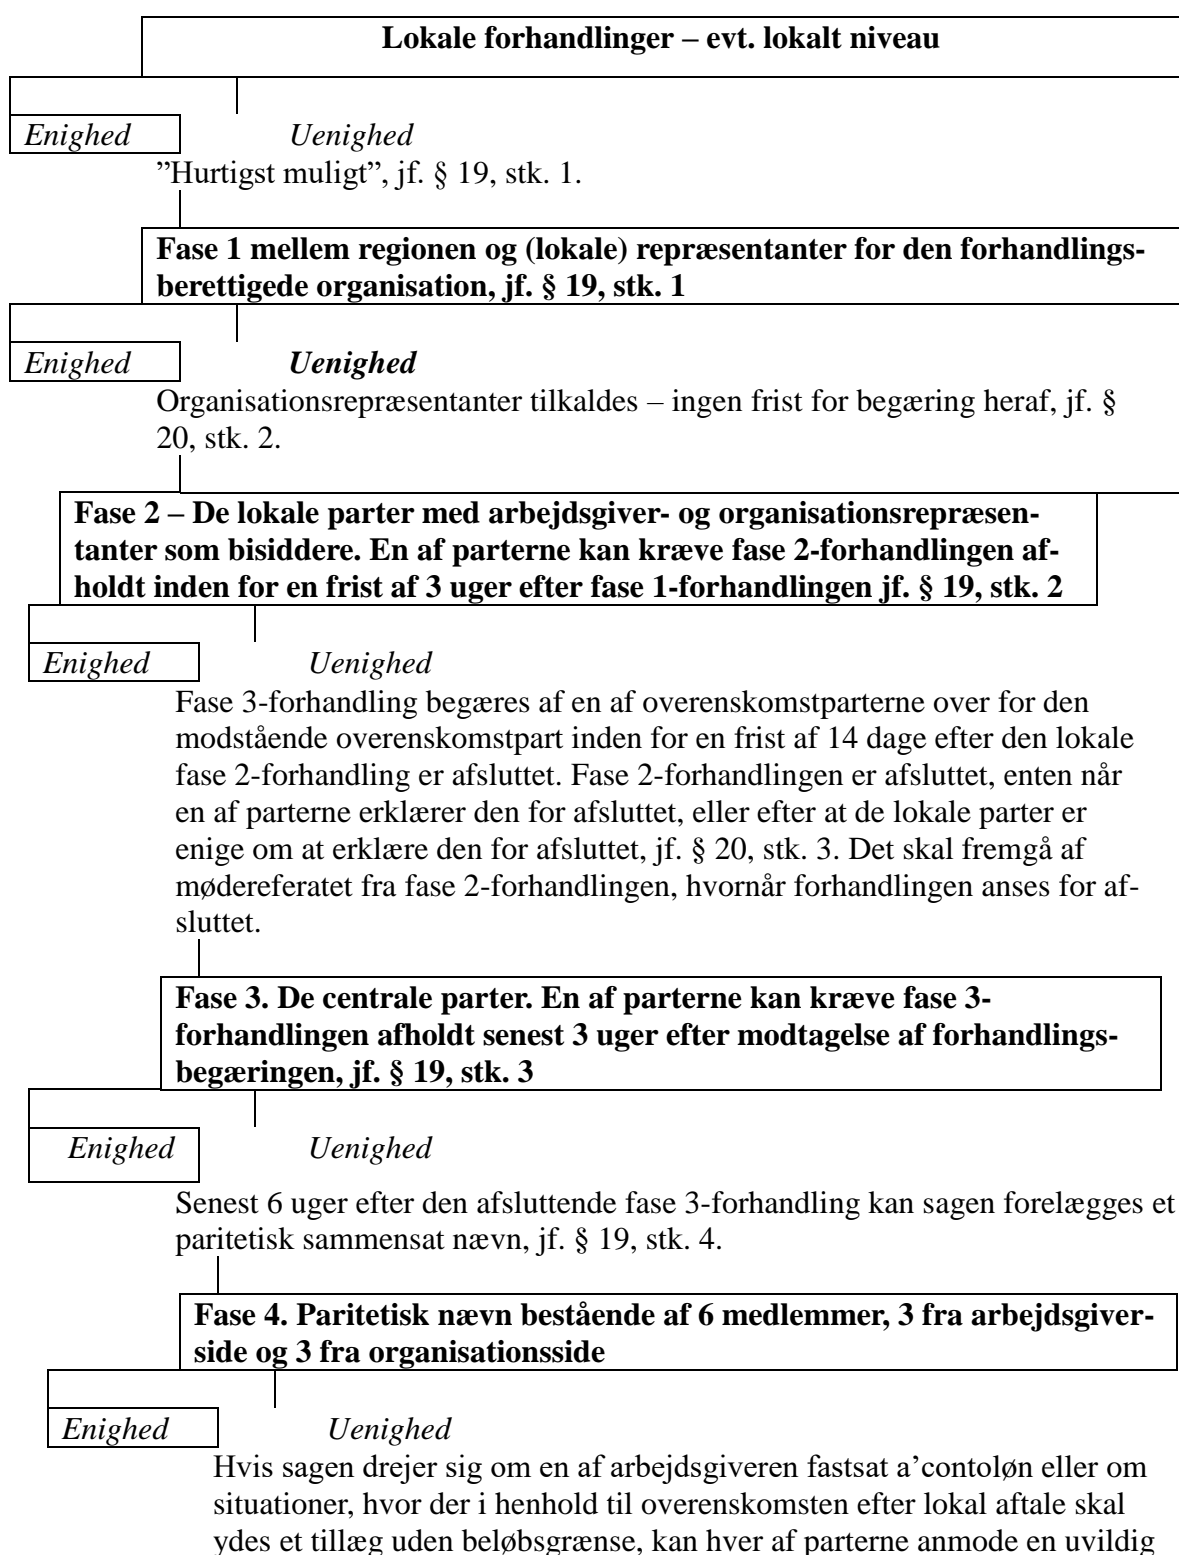 Lokale forhandlinger – evt. lokalt niveau
Enighed Uenighed
”Hurtigst muligt”, jf. § 19, stk. 1.
Fase 1 mellem regionen og (lokale) repræsentanter for den forhandlings-
berettigede organisation, jf. § 19, stk. 1
Enighed Uenighed
Organisationsrepræsentanter tilkaldes – ingen frist for begæring heraf, jf. §
20, stk. 2.
Fase 2 – De lokale parter med arbejdsgiver- og organisationsrepræsen-
tanter som bisiddere. En af parterne kan kræve fase 2-forhandlingen af-
holdt inden for en frist af 3 uger efter fase 1-forhandlingen jf. § 19, stk. 2
Enighed Uenighed
Fase 3-forhandling begæres af en af overenskomstparterne over for den
modstående overenskomstpart inden for en frist af 14 dage efter den lokale
fase 2-forhandling er afsluttet. Fase 2-forhandlingen er afsluttet, enten når
en af parterne erklærer den for afsluttet, eller efter at de lokale parter er
enige om at erklære den for afsluttet, jf. § 20, stk. 3. Det skal fremgå af
mødereferatet fra fase 2-forhandlingen, hvornår forhandlingen anses for af-
sluttet.
Fase 3. De centrale parter. En af parterne kan kræve fase 3-
forhandlingen afholdt senest 3 uger efter modtagelse af forhandlings-
begæringen, jf. § 19, stk. 3
Enighed Uenighed
Senest 6 uger efter den afsluttende fase 3-forhandling kan sagen forelægges et
paritetisk sammensat nævn, jf. § 19, stk. 4.
Fase 4. Paritetisk nævn bestående af 6 medlemmer, 3 fra arbejdsgiver-
side og 3 fra organisationsside
Enighed Uenighed
Hvis sagen drejer sig om en af arbejdsgiveren fastsat a’contoløn eller om
situationer, hvor der i henhold til overenskomsten efter lokal aftale skal
ydes et tillæg uden beløbsgrænse, kan hver af parterne anmode en uvildig